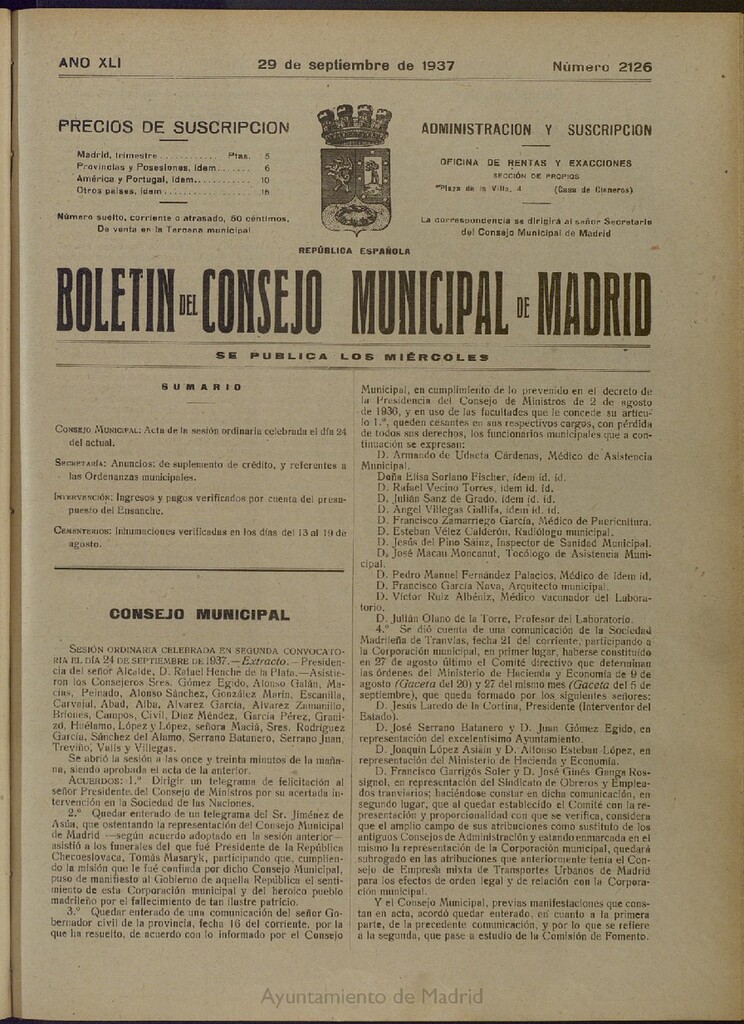 AÑO XLI
29 de septiembre de 1937
Número 2126
PRECIOS DE SUSCRIPCION
Madrid, trimestre ............ Ptas. 5
Provincias y Posesiones, ídem....... 6
América y Portugal, ídem........... 10
Otros países, ídem.................. 15
Número suelto, corriente o atrasado, 50 céntimos.
De venta en la Tercena municipal
ADMINISTRACION Y SUSCRIPCION
OFICINA DE RENTAS Y EXACCIONES
SECCIÓN DE PROPIOS
Plaza de la Villa, 4 (Casa de Cisneros)
La correspondencia se dirigirá al señor Secretario
del Consejo Municipal de Madrid
REPÚBLICA ESPAÑOLA
BOLETIN DEL CONSEJO MUNICIPAL DE MADRID
SE PUBLICA LOS MIÉRCOLES
SUMARIO
CONSEJO MUNICIPAL: Acta de la sesión ordinaria celebrada el día 24
del actual.
SECRETARÍA: Anuncios: de suplemento de crédito, y referentes a
las Ordenanzas municipales.
INTERVENCIÓN: Ingresos y pagos verificados por cuenta del presu-
puesto del Ensanche.
CEMENTERIOS: Inhumaciones verificadas en los días del 13 al 19 de
agosto.
CONSEJO MUNICIPAL
SESIÓN ORDINARIA CELEBRADA EN SEGUNDA CONVOCATO-
RIA EL DÍA 24 DE SEPTIEMBRE DE 1937.—Extracto.—Presiden-
cia del señor Alcalde, D. Rafael Henche de la Plata.—Asistie-
ron los Consejeros Sres. Gómez Egido, Alonso Galán, Ma-
cías, Peinado, Alonso Sánchez, González Marín, Escanilla,
Carvajal, Abad, Alba, Alvarez García, Alvarez Zamanillo,
Briones, Campos, Civil, Díez Méndez, García Pérez, Grani-
zó, Huélamo, López y López, señora Maciá, Sres. Rodríguez
García, Sánchez del Alamo, Serrano Batanero, Serrano Juan,
Treviño, Valls y Villegas.
Se abrió la sesión a las once y treinta minutos de la maña-
na, siendo aprobada el acta de la anterior.
ACUERDOS: 1.º Dirigir un telegrama de felicitación al
señor Presidente del Consejo de Ministros por su acertada in-
tervención en la Sociedad de las Naciones.
2.º Quedar enterado de un telegrama del Sr. Jiménez de
Asúa, que ostentando la representación del Consejo Municipal
de Madrid —según acuerdo adoptado en la sesión anterior—
asistió a los funerales del que fué Presidente de la República
Checoeslovaca, Tomás Masaryk, participando que, cumplien-
do la misión que le fué confiada por dicho Consejo Municipal,
puso de manifiesto al Gobierno de aquella República el senti-
miento de esta Corporación municipal y del heroico pueblo
madrileño por el fallecimiento de tan ilustre patricio.
3.º Quedar enterado de una comunicación del señor Go-
bernador civil de la provincia, fecha 16 del corriente, por la
que ha resuelto, de acuerdo con lo informado por el Consejo
Municipal, en cumplimiento de lo prevenido en el decreto de
la Presidencia del Consejo de Ministros de 2 de agosto
de 1936, y en uso de las facultades que le concede su artícu-
lo 1.º, queden cesantes en sus respectivos cargos, con pérdida
de todos sus derechos, los funcionarios municipales que a con-
tinuación se expresan:
D. Armando de Udaeta Cárdenas, Médico de Asistencia
Municipal.
Doña Elisa Soriano Fischer, ídem íd. íd.
D. Rafael Vecino Torres, ídem íd. íd.
D. Julián Sanz de Grado, ídem íd. íd.
D. Angel Villegas Gallifa, ídem íd. íd.
D. Francisco Zamarriego García, Médico de Puericultura.
D. Esteban Vélez Calderón, Radiólogo municipal.
D. Jesús del Pino Sáinz, Inspector de Sanidad Municipal.
D. José Macau Moncanut, Tocólogo de Asistencia Muni-
cipal.
D. Pedro Manuel Fernández Palacios, Médico de ídem íd.
D. Francisco García Nava, Arquitecto municipal.
D. Víctor Ruiz Albéniz, Médico vacunador del Labora-
torio.
D. Julián Olano de la Torre, Profesor del Laboratorio.
4.º Se dió cuenta de una comunicación de la Sociedad
Madrileña de Tranvías, fecha 21 del corriente, participando a
la Corporación municipal, en primer lugar, haberse constituído
en 27 de agosto último el Comité directivo que determinan
las órdenes del Ministerio de Hacienda y Economía de 9 de
agosto (Gaceta del 20) y 27 del mismo mes (Gaceta del 5 de
septiembre), que queda formado por los siguientes señores:
D. Jesús Laredo de la Cortina, Presidente (Interventor del
Estado).
D. José Serrano Batanero y D. Juan Gómez Egido, en
representación del excelentísimo Ayuntamiento.
D. Joaquín López Asiáin y D. Alfonso Esteban López, en
representación del Ministerio de Hacienda y Economía.
D. Francisco Garrigós Soler y D. José Ginés Ganga Ros-
signol, en representación del Sindicato de Obreros y Emplea-
dos tranviarios; haciéndose constar en dicha comunicación, en
segundo lugar, que al quedar establecido el Comité con la re-
presentación y proporcionalidad con que se verifica, considera
que el amplio campo de sus atribuciones como sustituto de los
antiguos Consejos de Administración y estando enmarcada en el
mismo la representación de la Corporación municipal, quedará
subrogado en las atribuciones que anteriormente tenía el Con-
sejo de Empresa mixta de Transportes Urbanos de Madrid
para los efectos de orden legal y de relación con la Corpora-
ción municipal.
Y el Consejo Municipal, previas manifestaciones que cons-
tan en acta, acordó quedar enterado, en cuanto a la primera
parte, de la precedente comunicación, y por lo que se refiere
a la segunda, que pase a estudio de la Comisión de Fomento.
Ayuntamiento de Madrid